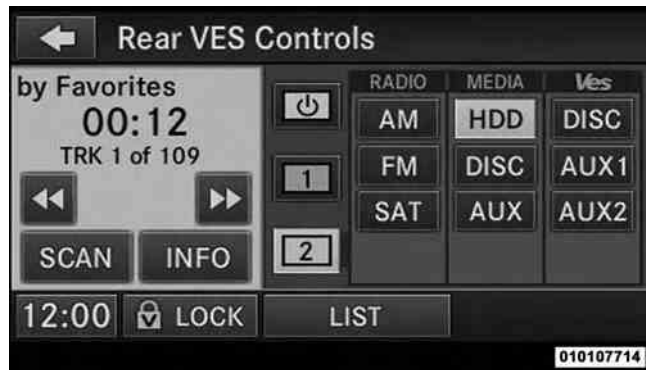 Rear VES Controls
by Favorites
00:12
TRK 1 of 109
SCAN INFO
1
2
RADIO MEDIA Ves
AM HDD DISC
FM DISC AUX1
SAT AUX AUX2
12:00 LOCK LIST
010107714